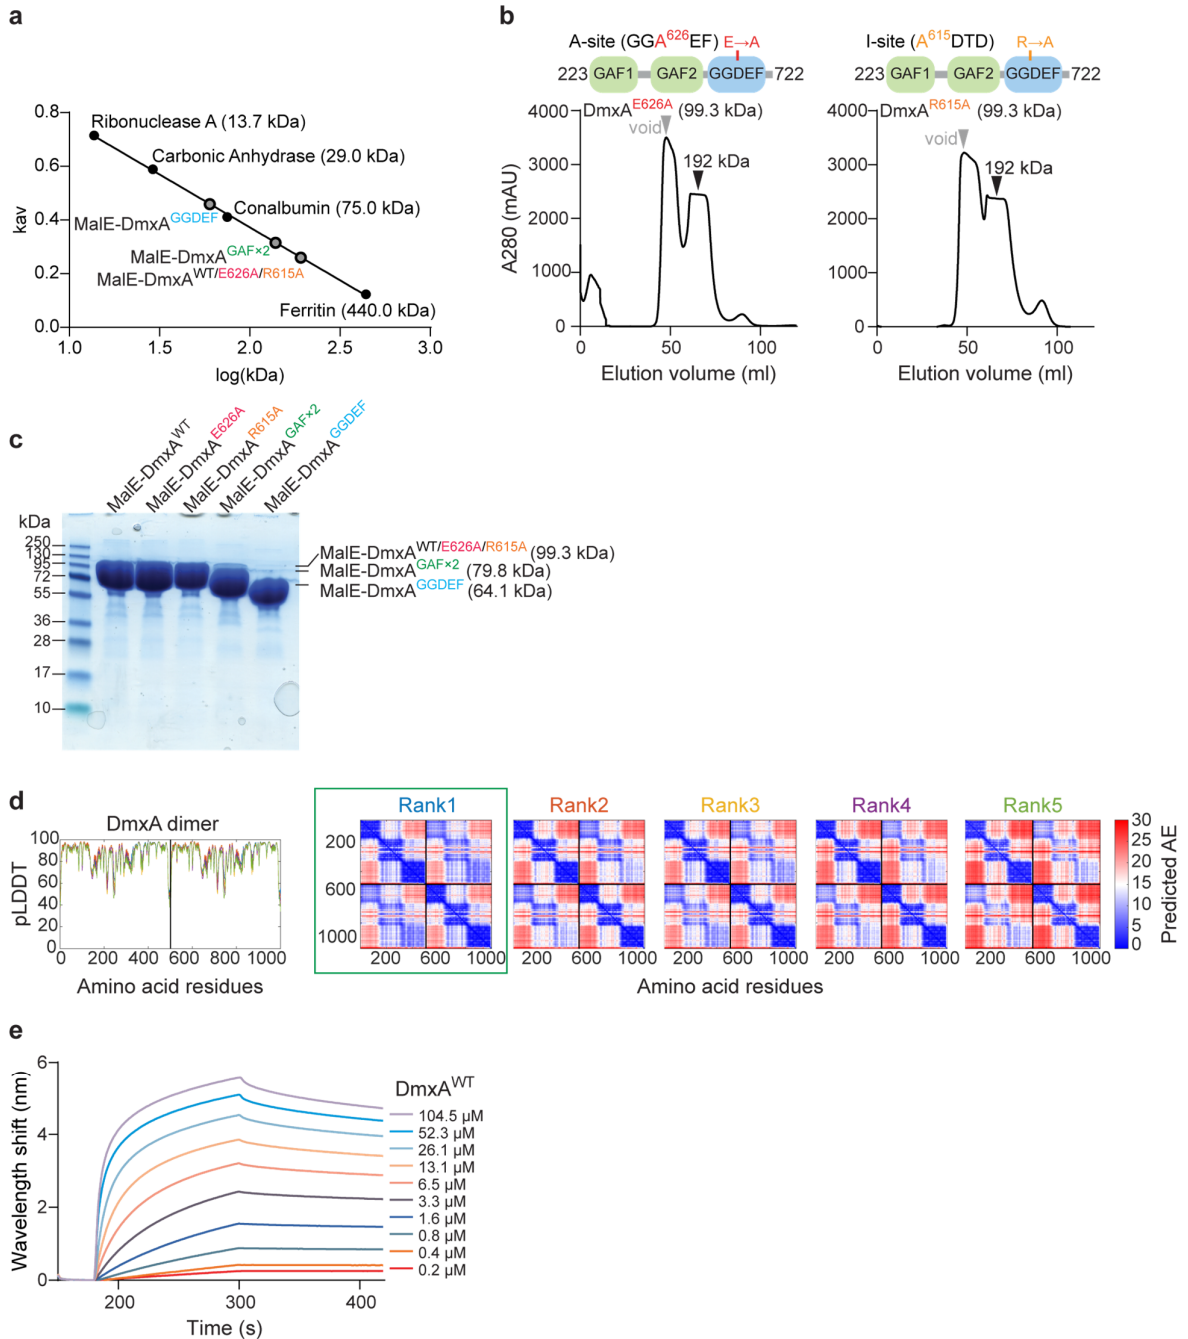 a
kav
0.8
0.6
0.4
0.2
0.0
1.0
1.5
2.0
2.5
3.0
log(kDa)
Ribonuclease A (13.7 kDa)
Carbonic Anhydrase (29.0 kDa)
Conalbumin (75.0 kDa)
MalE-DmxA^GGDEF
MalE-DmxA^GAF×2
MalE-DmxA^WT/E626A/R615A
Ferritin (440.0 kDa)
b
A-site (GGA^626EF) E→A
223 GAF1 GAF2 GGDEF 722
DmxA^E626A (99.3 kDa)
void
192 kDa
A280 (mAU)
4000
3000
2000
1000
0
0
50
100
Elution volume (ml)
I-site (A^615DTD) R→A
223 GAF1 GAF2 GGDEF 722
DmxA^R615A (99.3 kDa)
void
192 kDa
4000
3000
2000
1000
0
0
50
100
Elution volume (ml)
c
MalE-DmxA^WT
MalE-DmxA^E626A
MalE-DmxA^R615A
MalE-DmxA^GAF×2
MalE-DmxA^GGDEF
kDa
250
130
95
72
55
36
28
17
10
MalE-DmxA^WT/E626A/R615A (99.3 kDa)
MalE-DmxA^GAF×2 (79.8 kDa)
MalE-DmxA^GGDEF (64.1 kDa)
d
DmxA dimer
pLDDT
100
80
60
40
20
0
0 200 400 600 800 1000
Amino acid residues
Rank1
Rank2
Rank3
Rank4
Rank5
200
600
1000
200 600 1000
200 600 1000
200 600 1000
200 600 1000
200 600 1000
Amino acid residues
30
25
20
15
10
5
0
Predicted AE
e
Wavelength shift (nm)
6
4
2
0
200
300
400
Time (s)
DmxA^WT
104.5 µM
52.3 µM
26.1 µM
13.1 µM
6.5 µM
3.3 µM
1.6 µM
0.8 µM
0.4 µM
0.2 µM